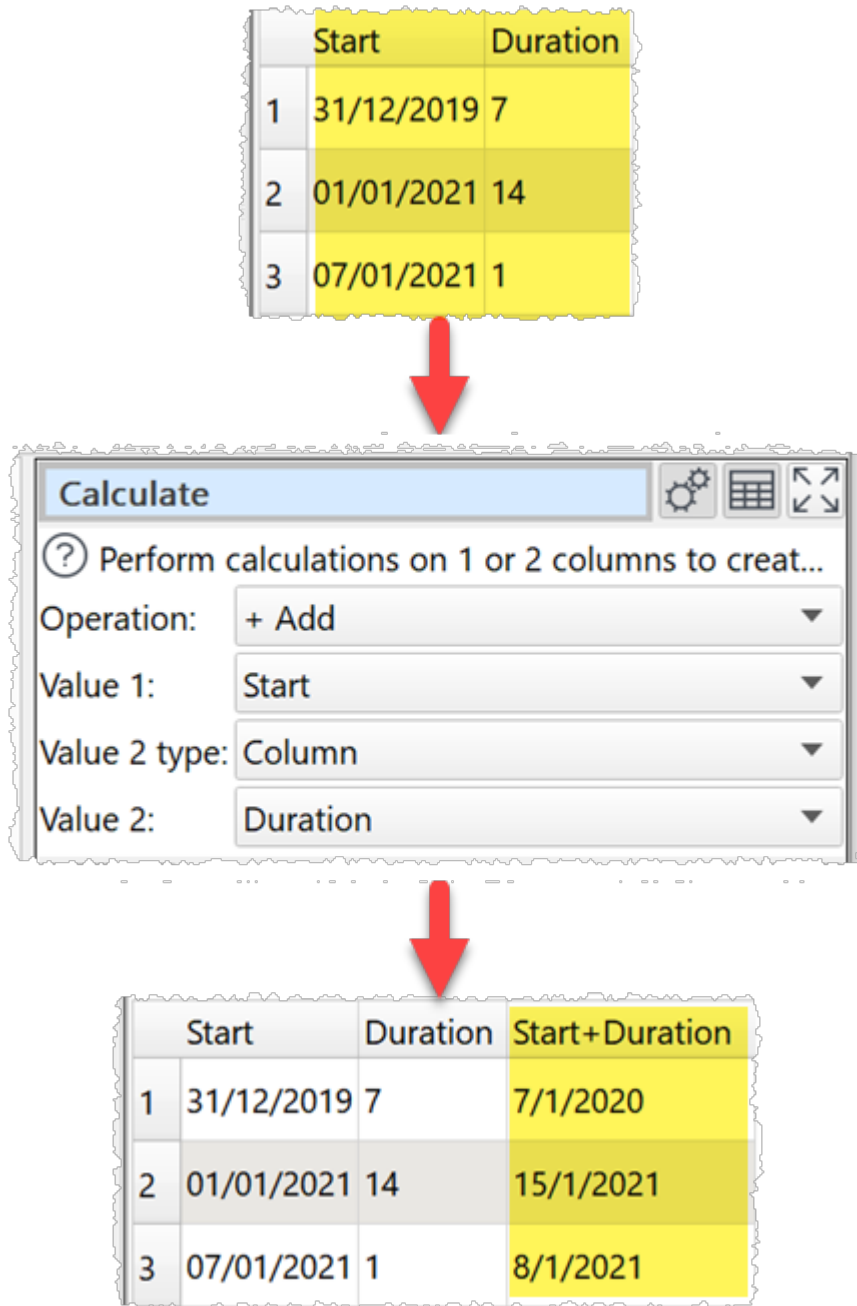 Start Duration
1 31/12/2019 7
2 01/01/2021 14
3 07/01/2021 1
Calculate
? Perform calculations on 1 or 2 columns to creat...
Operation: + Add
Value 1: Start
Value 2 type: Column
Value 2: Duration
Start Duration Start+Duration
1 31/12/2019 7 7/1/2020
2 01/01/2021 14 15/1/2021
3 07/01/2021 1 8/1/2021